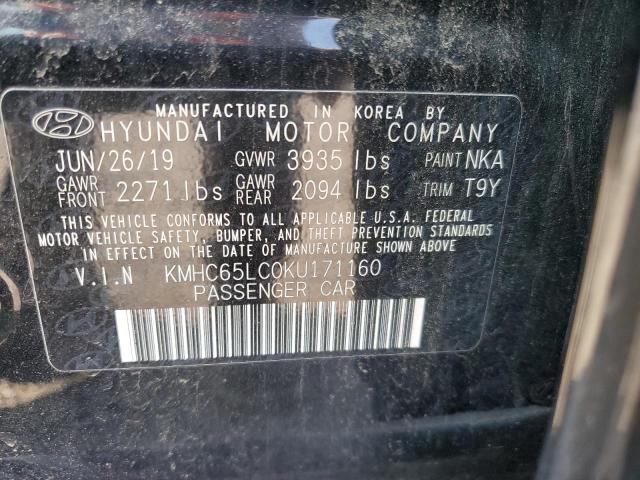 MANUFACTURED IN KOREA BY
HYUNDAI MOTOR COMPANY
JUN/26/19 GVWR 3935 lbs PAINT NKA
GAWR FRONT 2271 lbs GAWR REAR 2094 lbs TRIM T9Y
THIS VEHICLE CONFORMS TO ALL APPLICABLE U.S.A. FEDERAL
MOTOR VEHICLE SAFETY, BUMPER, AND THEFT PREVENTION
STANDARDS IN EFFECT ON THE DATE OF MANUFACTURE SHOWN ABOVE.
V.I.N KMHC65LC0KU171160
PASSENGER CAR